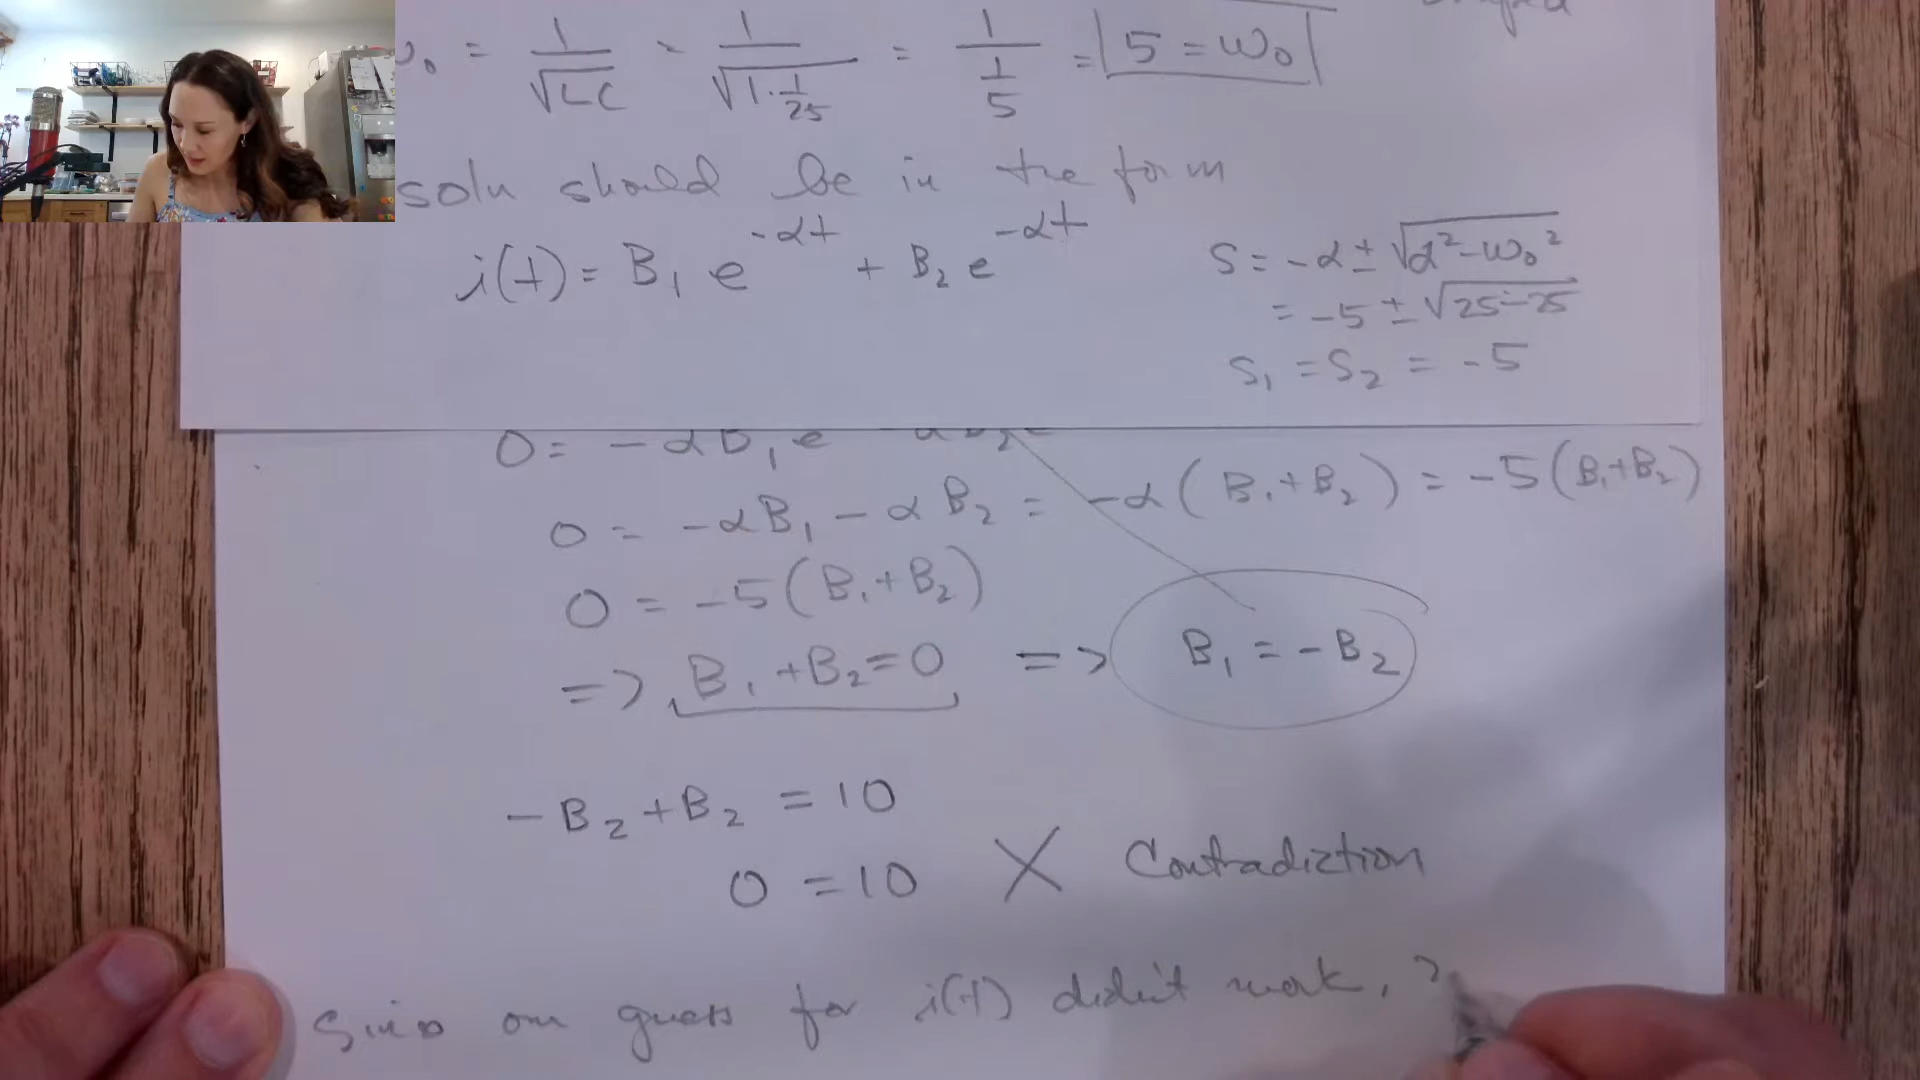 ω₀ = 1/√LC = 1/√(1·1/25) = 1/(1/5) = 5 = ω₀
soln should be in the form
i(t) = B₁ e^(-αt) + B₂ e^(-αt)
S = -α ± √(α² - ω₀²)
= -5 ± √(25-25)
S₁ = S₂ = -5
0 = -αB₁e
0 = -αB₁ - αB₂ = -α(B₁+B₂) = -5(B₁+B₂)
0 = -5(B₁+B₂)
=> B₁+B₂=0 => B₁ = -B₂
-B₂+B₂ = 10
0 = 10 X Contradiction
Since our guess for i(t) didn't work,